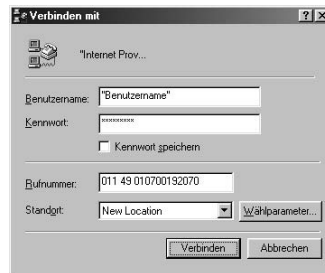 Verbinden mit
"Internet Prov...
Benutzername: "Benutzername"
Kennwort: *********
Kennwort speichern
Rufnummer: 011 49 010700192070
Standort: New Location Wählparameter...
Verbinden Abbrechen